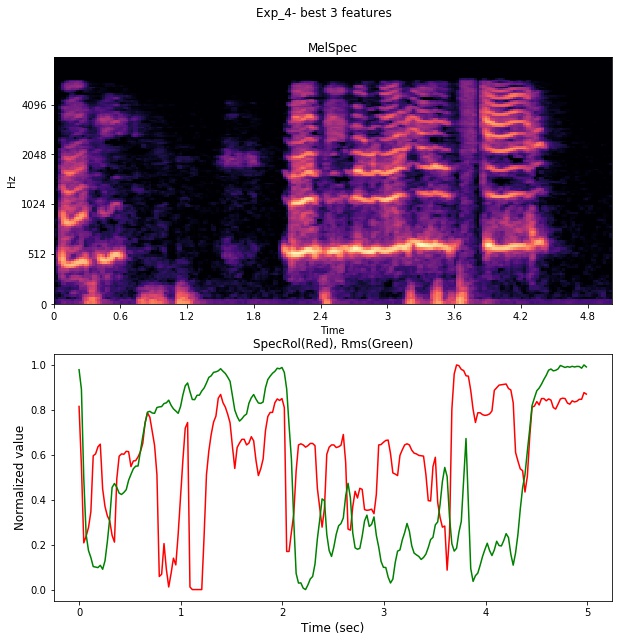 Exp_4- best 3 features
MelSpec
Hz
4096
2048
1024
512
0
0 0.6 1.2 1.8 2.4 3 3.6 4.2 4.8
Time
SpecRol(Red), Rms(Green)
Normalized value
1.0
0.8
0.6
0.4
0.2
0.0
0 1 2 3 4 5
Time (sec)